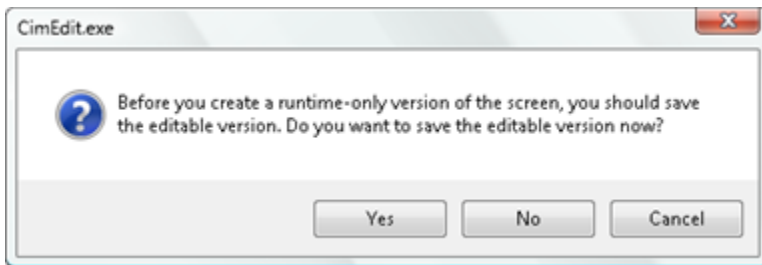 CimEdit.exe
Before you create a runtime-only version of the screen, you should save
the editable version. Do you want to save the editable version now?
Yes No Cancel